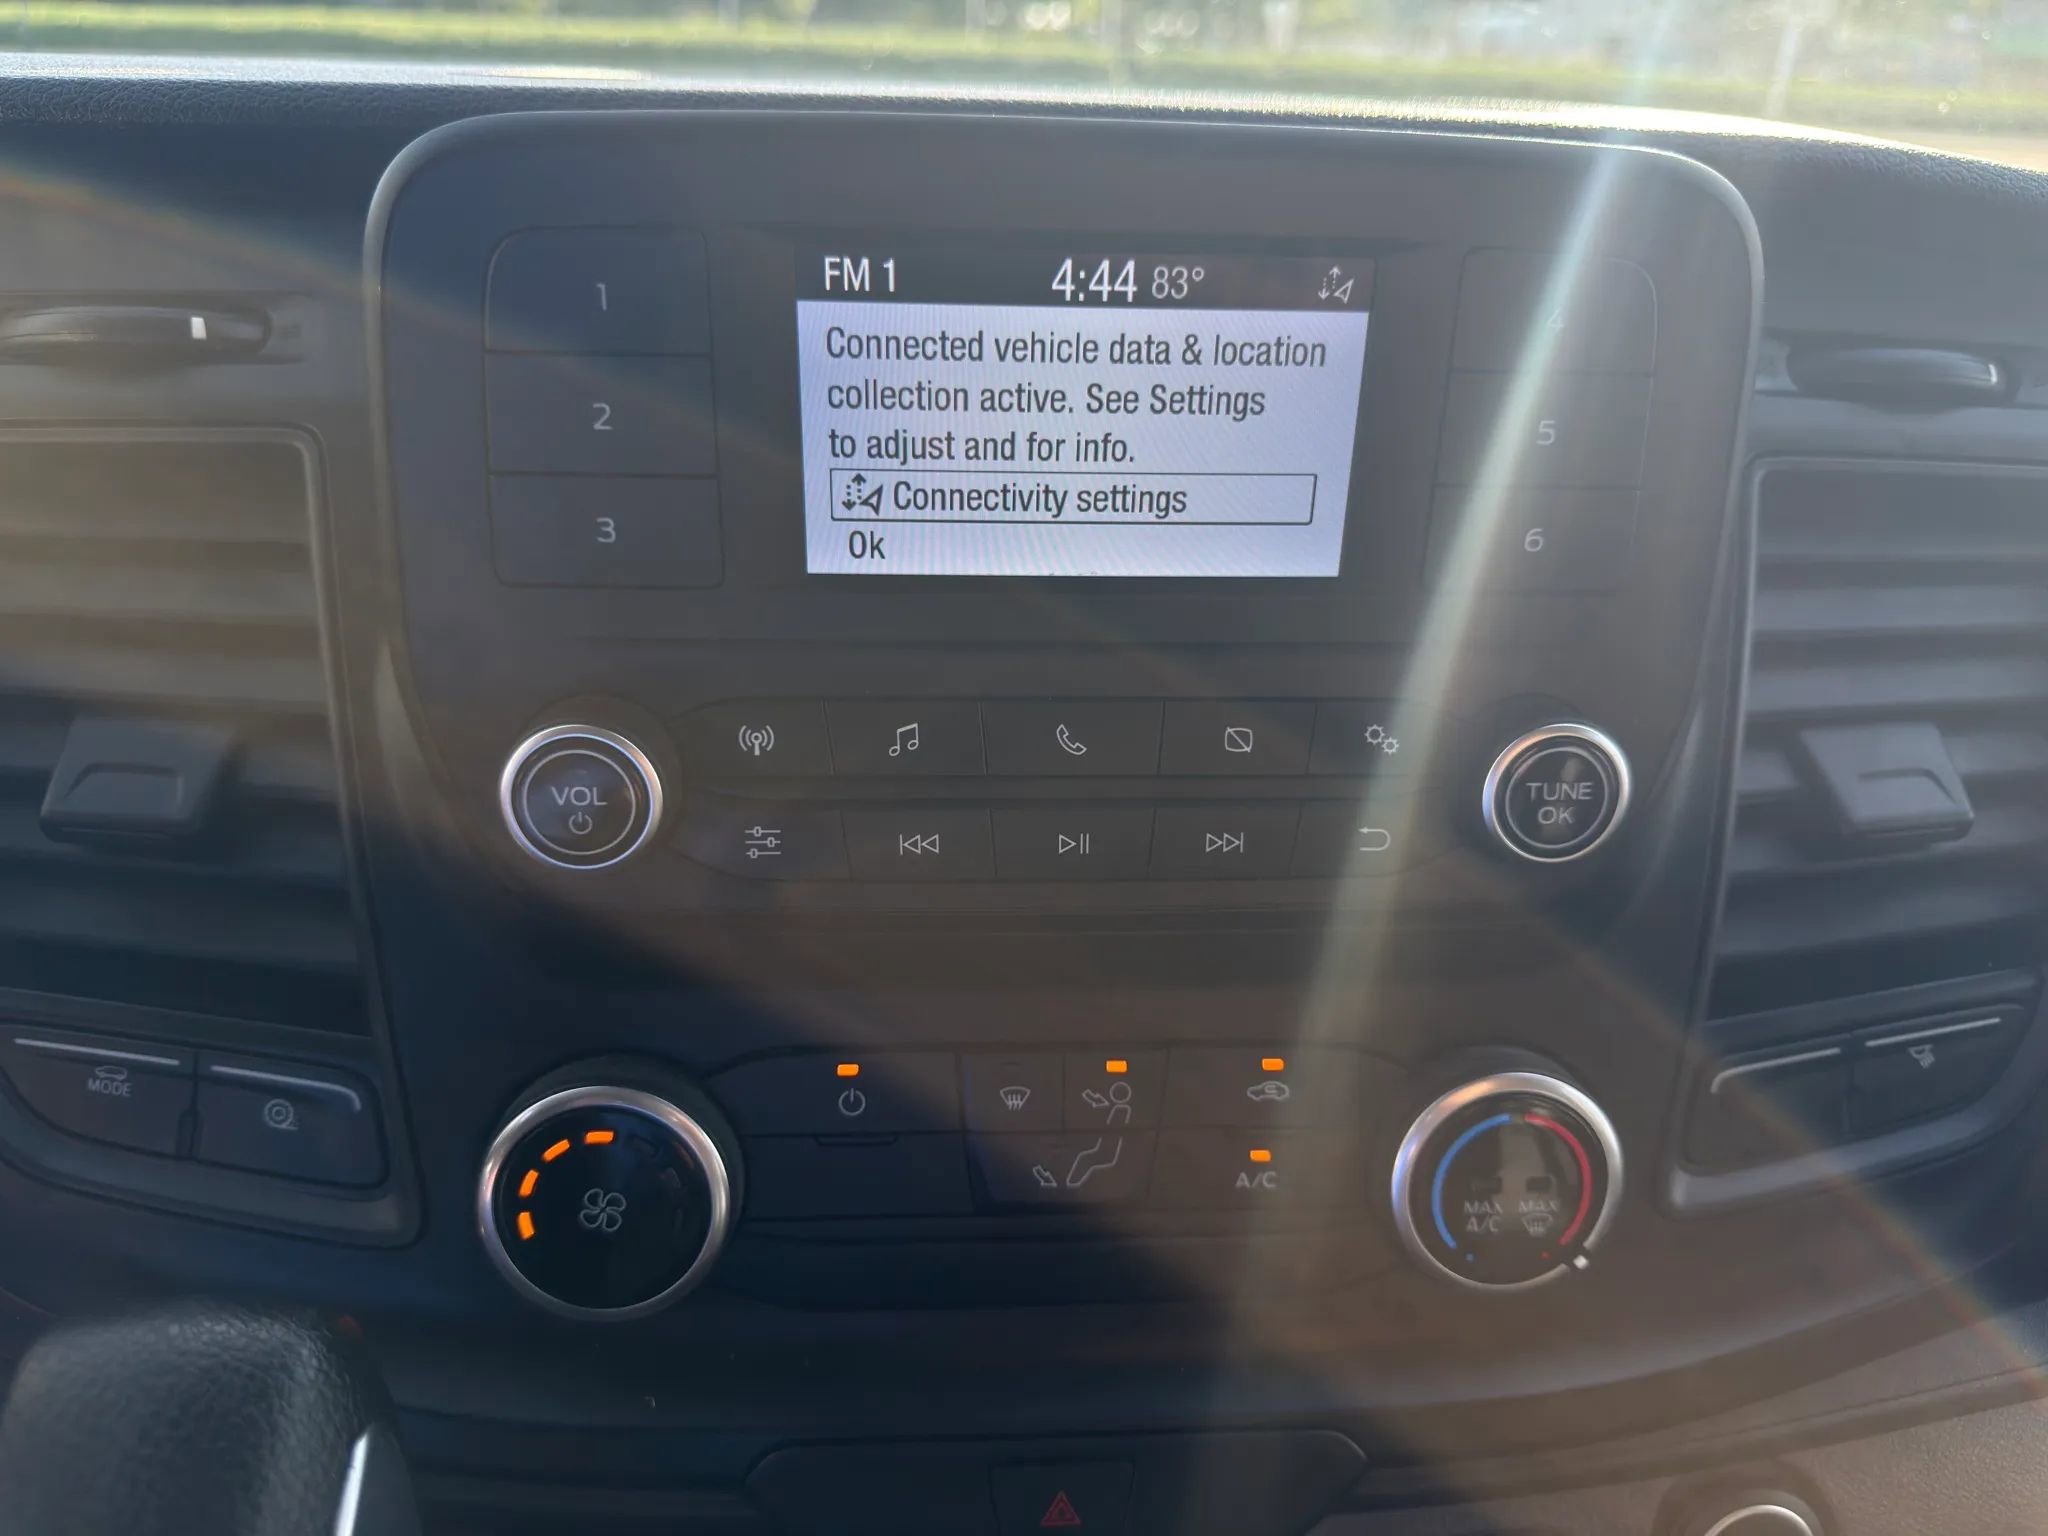 FM 1 4:44 83°
Connected vehicle data & location
collection active. See Settings
to adjust and for info.
Connectivity settings
Ok
1
2
3
4
5
6
VOL
TUNE
OK
MODE
A/C
MAX MAX
A/C